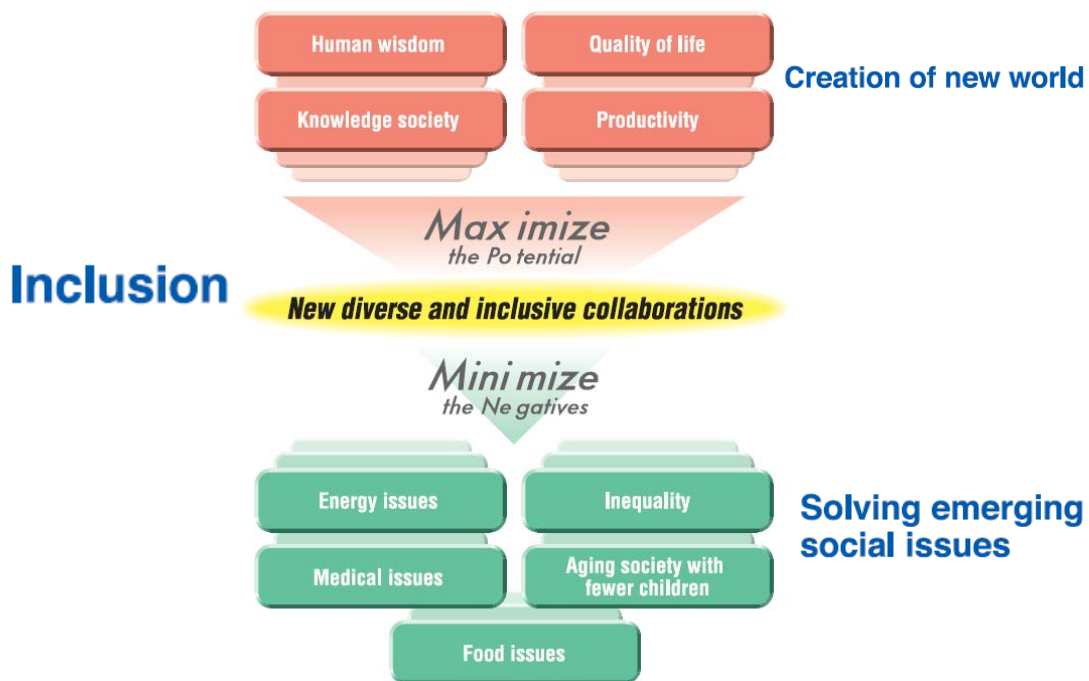 Human wisdom
Quality of life
Creation of new world
Knowledge society
Productivity
Max imize
the Po tential
Inclusion
New diverse and inclusive collaborations
Mini mize
the Ne gatives
Energy issues
Inequality
Solving emerging
social issues
Medical issues
Aging society with
fewer children
Food issues